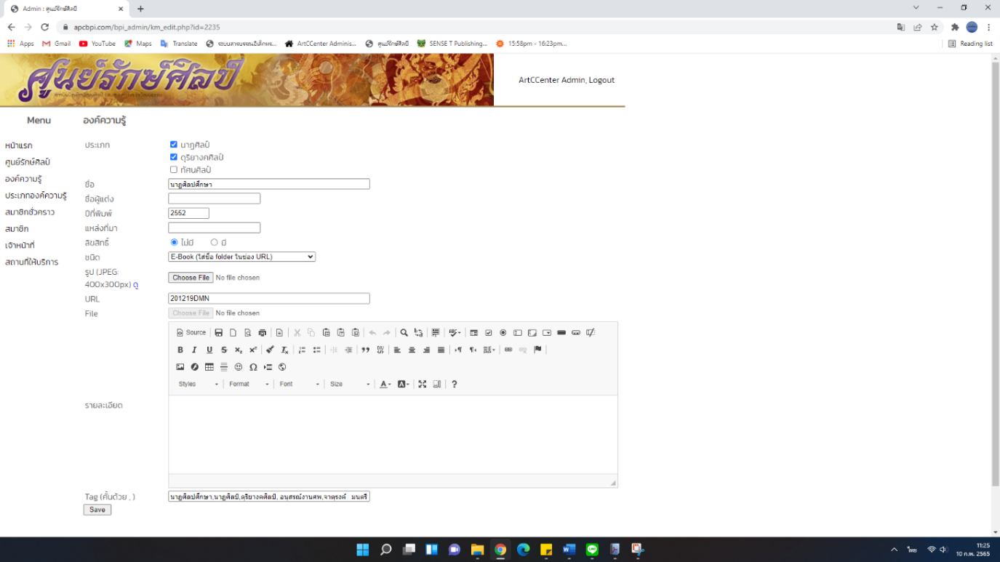 Admin : ศูนย์รักษ์ศิลป์
apcbpi.com/bpi_admin/km_edit.php?id=2235
Apps Gmail YouTube Maps Translate ระบบสารบรรณอิเล็กทร... ArtCCenter Adminis... ศูนย์รักษ์ศิลป์ SENSE T Publishing... 15:58pm - 16:23pm... Reading list
ศูนย์รักษ์ศิลป์
ArtCCenter Admin, Logout
Menu
หน้าแรก
ศูนย์รักษ์ศิลป์
องค์ความรู้
ประเภทองค์ความรู้
สมาชิกชั่วคราว
สมาชิก
เจ้าหน้าที่
สถานที่ให้บริการ
องค์ความรู้
ประเภท นาฏศิลป์
ดุริยางคศิลป์
ทัศนศิลป์
ชื่อ นาฏศิลปศึกษา
ชื่อผู้แต่ง
ปีที่พิมพ์ 2552
แหล่งที่มา
ลิขสิทธิ์ ไม่มี มี
ชนิด E-Book (ใส่ชื่อ folder ในช่อง URL)
รูป (JPEG:
400x300px) ดู Choose File No file chosen
URL 201219DMN
File Choose File No file chosen
Source
Styles Format Font Size
รายละเอียด
Tag (คั่นด้วย , ) นาฏศิลปศึกษา,นาฏศิลป์,ดุริยางคศิลป์, อนุสรณ์งานศพ,จาตุรงค์ มนตรี
Save
ไทย
11:25
10 ก.พ. 2565